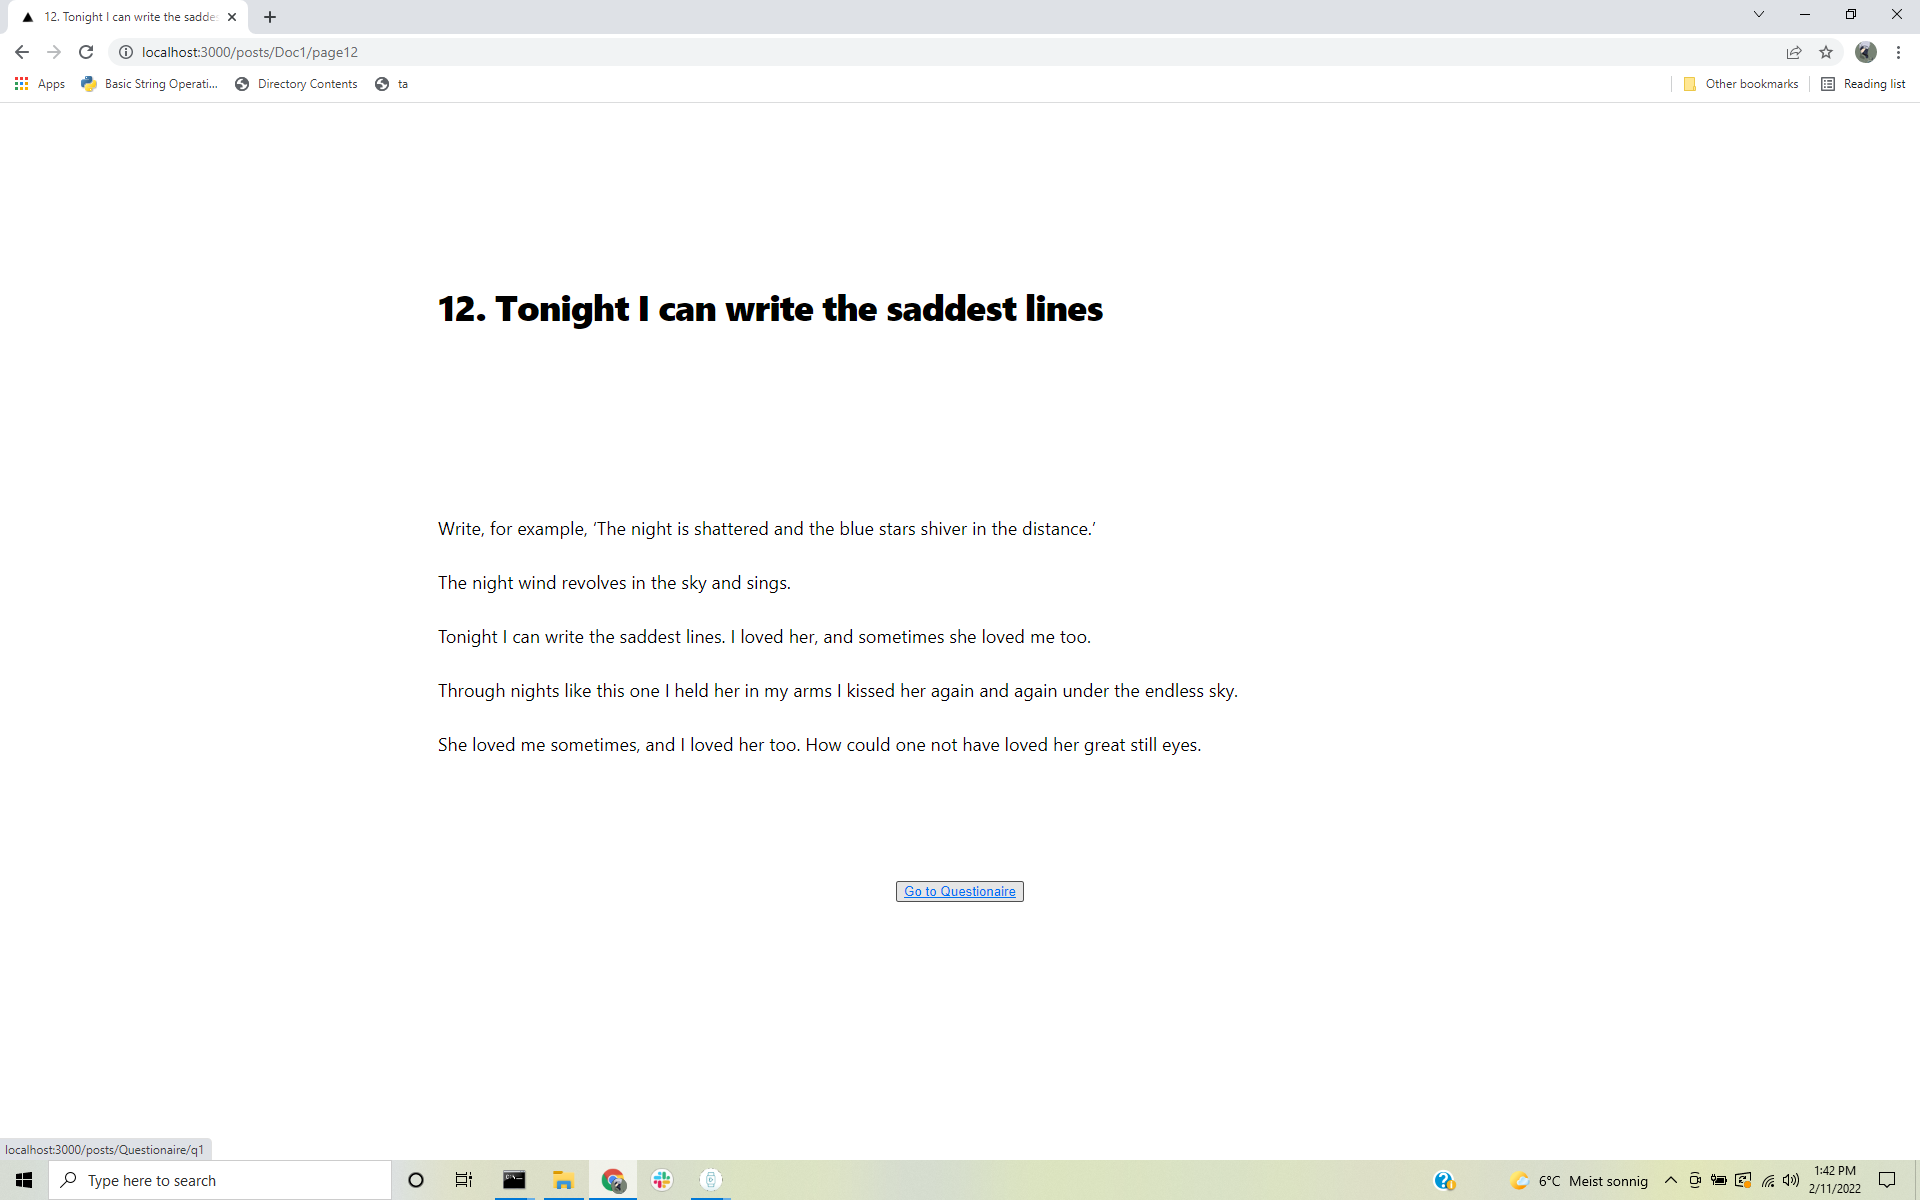 12. Tonight I can write the sadde
localhost:3000/posts/Doc1/page12
Apps
Basic String Operati...
Directory Contents
ta
Other bookmarks
Reading list
12. Tonight I can write the saddest lines
Write, for example, ‘The night is shattered and the blue stars shiver in the distance.’
The night wind revolves in the sky and sings.
Tonight I can write the saddest lines. I loved her, and sometimes she loved me too.
Through nights like this one I held her in my arms I kissed her again and again under the endless sky.
She loved me sometimes, and I loved her too. How could one not have loved her great still eyes.
Go to Questionaire
localhost:3000/posts/Questionaire/q1
Type here to search
6°C Meist sonnig
1:42 PM
2/11/2022